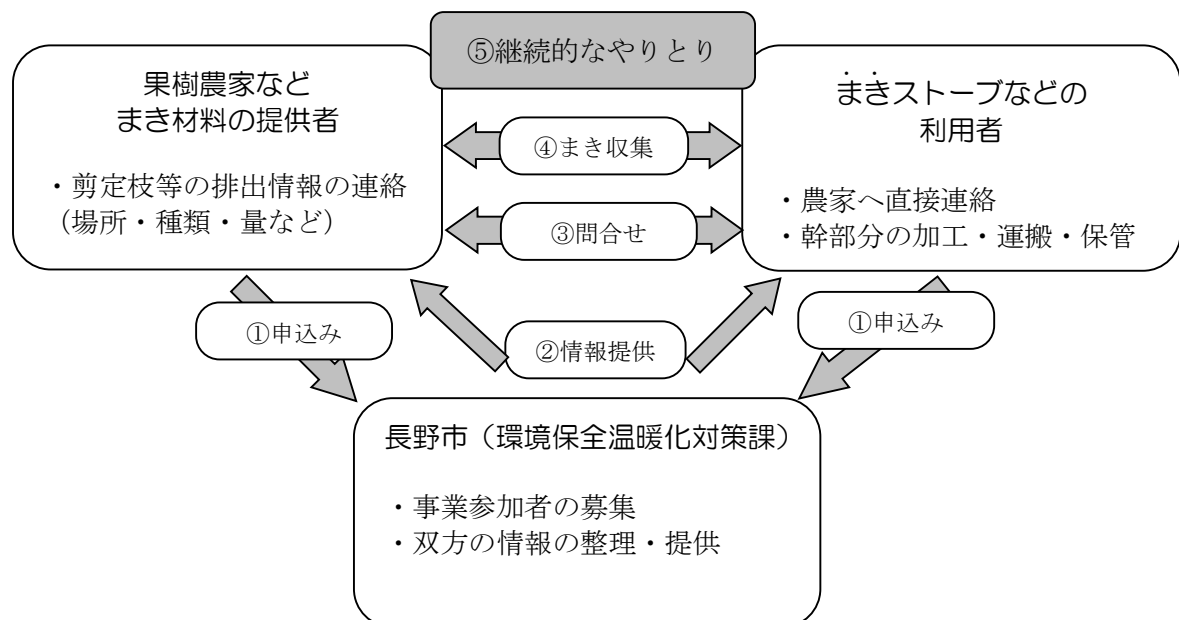 ⑤継続的なやりとり
果樹農家など
まき材料の提供者
・剪定枝等の排出情報の連絡
（場所・種類・量など）
④まき収集
③問合せ
まきストーブなどの
利用者
・農家へ直接連絡
・幹部分の加工・運搬・保管
①申込み
②情報提供
①申込み
長野市（環境保全温暖化対策課）
・事業参加者の募集
・双方の情報の整理・提供